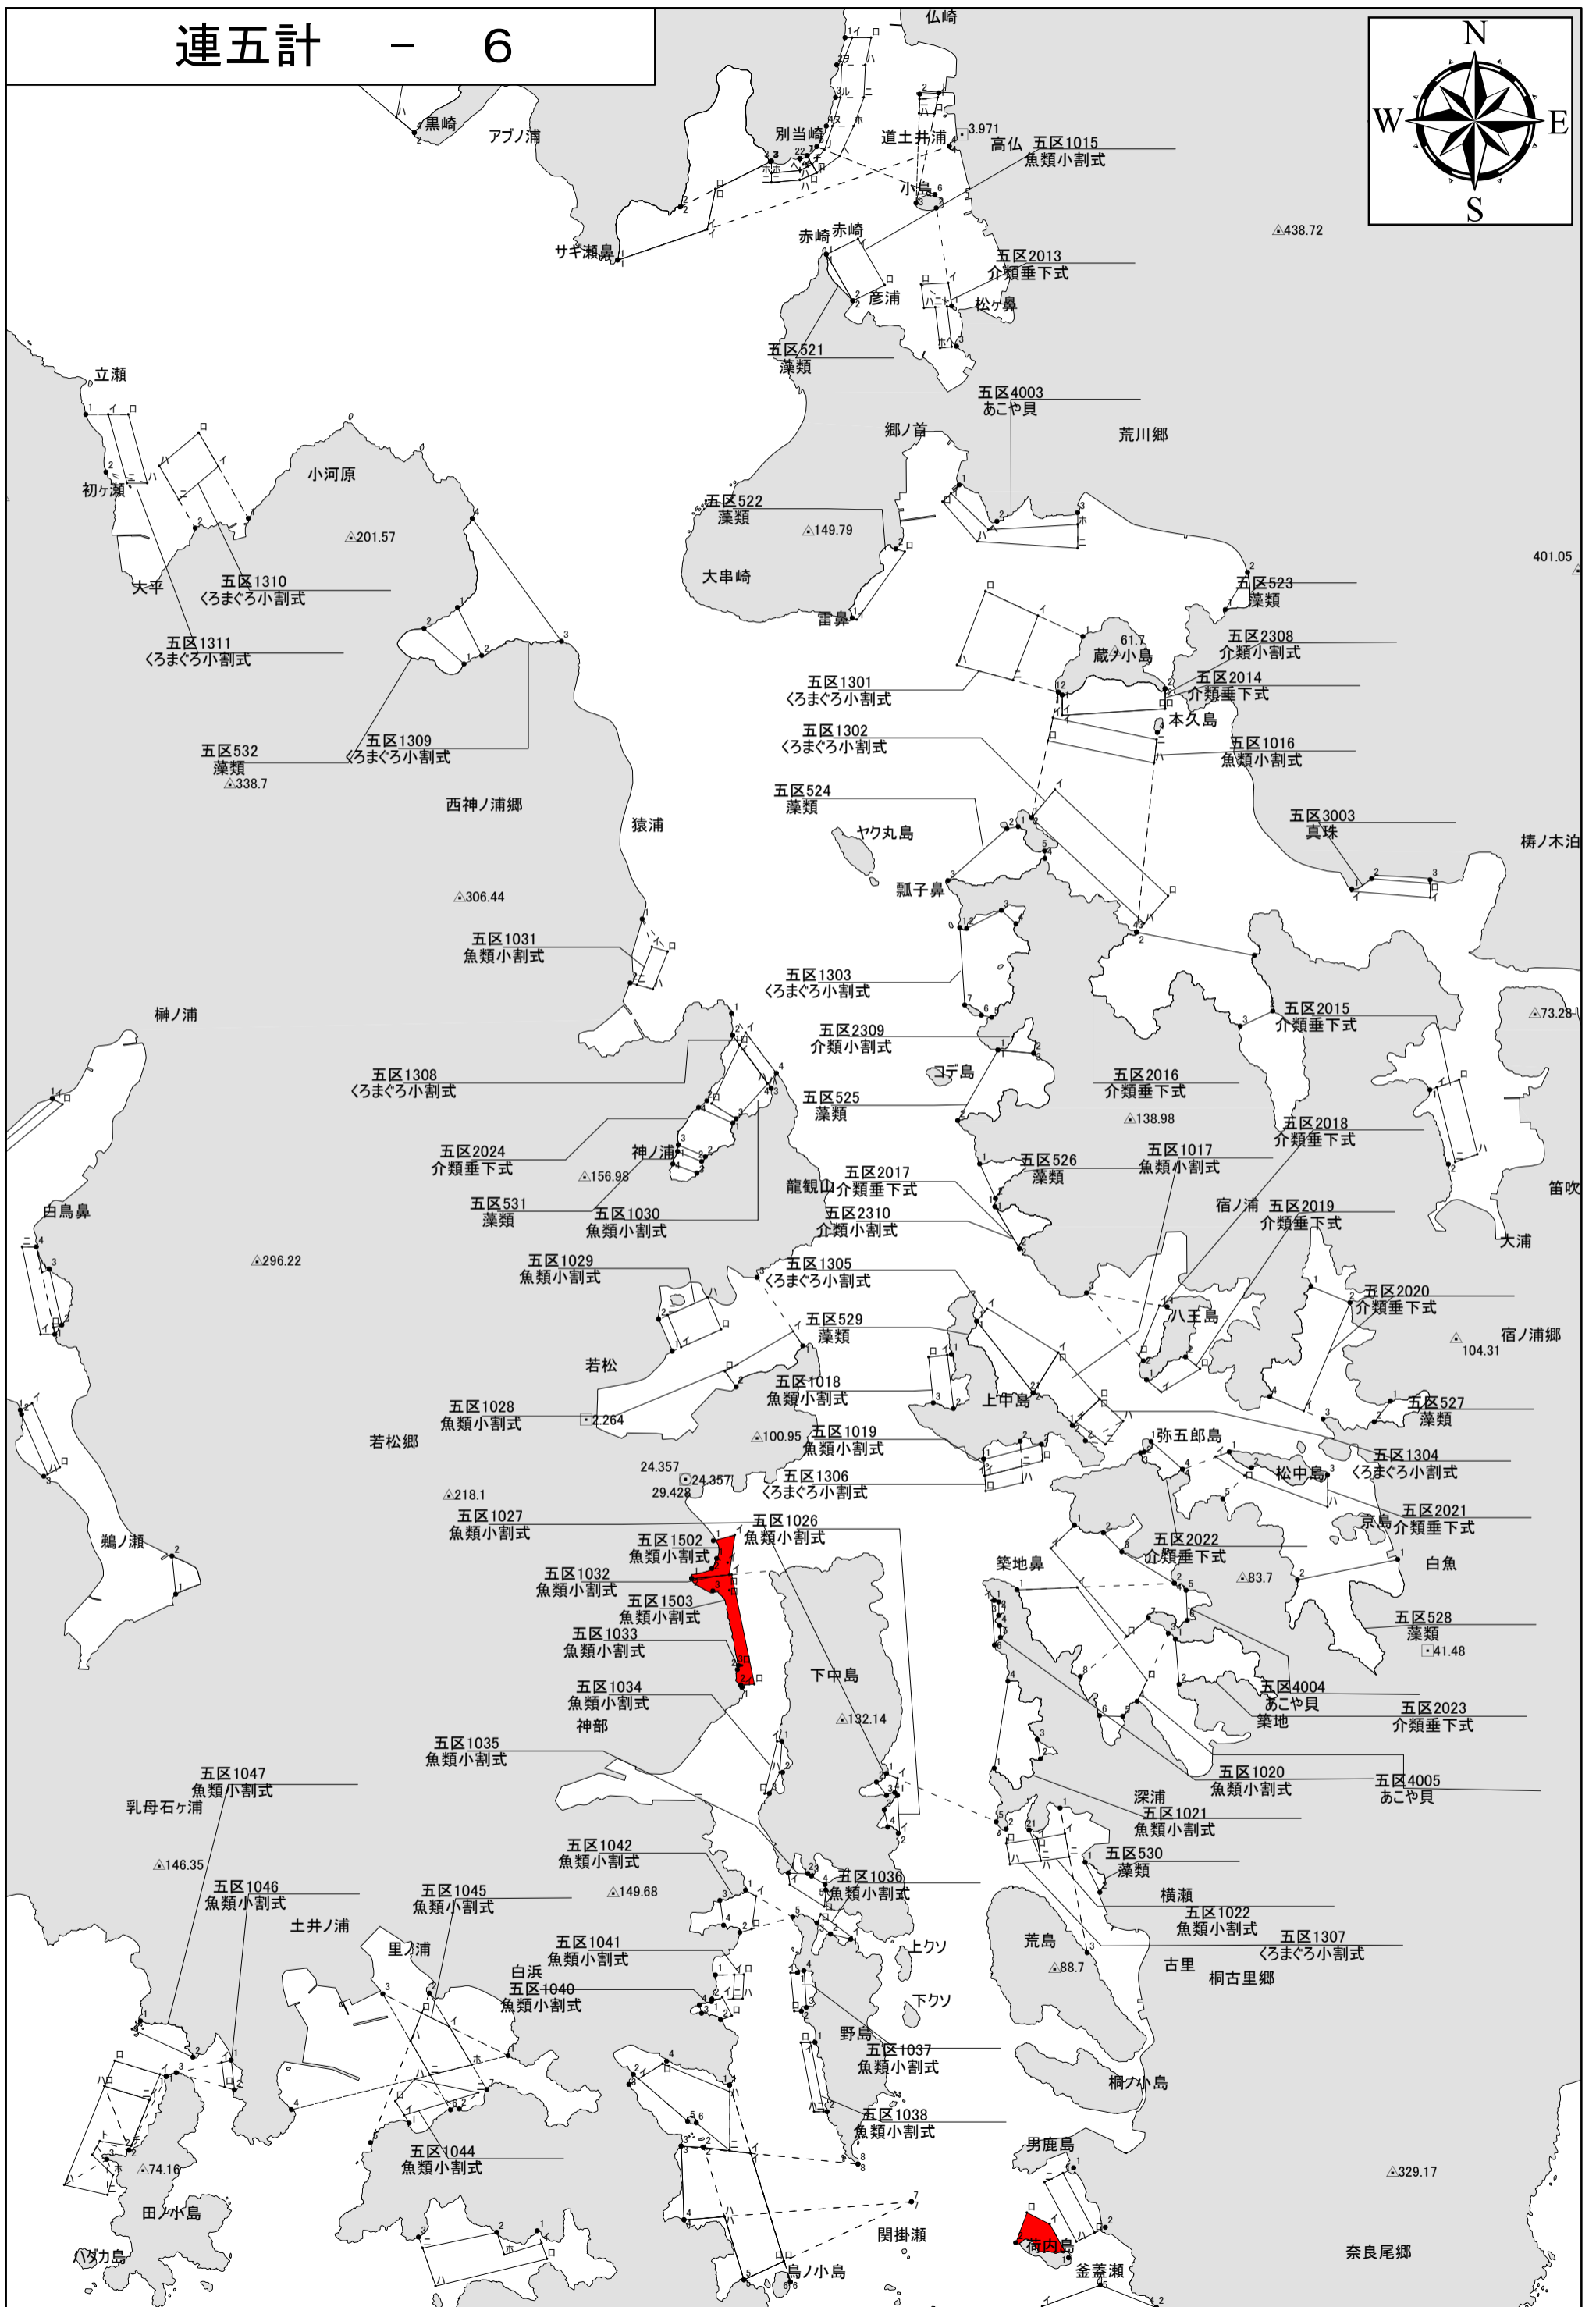 連五計　－　６
N
W E
S
仏崎
黒崎
アブノ浦
別当崎
道土井浦
3.971
高仏
五区1015
魚類小割式
小島
438.72
サギ瀬鼻
赤崎 赤崎
五区2013
介類垂下式
彦浦
松ヶ鼻
五区521
藻類
立瀬
五区4003
あこや貝
郷ノ首
荒川郷
小河原
初ヶ瀬
五区522
藻類
149.79
201.57
401.05
大平
五区1310
くろまぐろ小割式
大串崎
五区523
藻類
雷鼻
五区1311
くろまぐろ小割式
61.7
蔵ノ小島
五区2308
介類小割式
五区1301
くろまぐろ小割式
五区2014
介類垂下式
本久島
五区1302
くろまぐろ小割式
五区532
藻類
五区1309
くろまぐろ小割式
五区1016
魚類小割式
338.7
西神ノ浦郷
五区524
藻類
猿浦
ヤク丸島
五区3003
真珠
梼ノ木泊
瓢子鼻
306.44
五区1031
魚類小割式
五区1303
くろまぐろ小割式
榊ノ浦
五区2015
介類垂下式
73.28
五区2309
介類小割式
五区1308
くろまぐろ小割式
コデ島
五区2016
介類垂下式
五区525
藻類
138.98
五区2018
介類垂下式
五区2024
介類垂下式
神ノ浦
156.98
五区1017
魚類小割式
五区526
藻類
龍観山
五区2017
介類垂下式
笛吹
白鳥鼻
五区531
藻類
五区1030
魚類小割式
五区2310
介類小割式
宿ノ浦
五区2019
介類垂下式
大浦
296.22
五区1029
魚類小割式
五区1305
くろまぐろ小割式
五区2020
介類垂下式
八王島
五区529
藻類
宿ノ浦郷
104.31
若松
五区1018
魚類小割式
上中島
五区1028
魚類小割式
2.264
五区527
藻類
若松郷
100.95
五区1019
魚類小割式
弥五郎島
五区1304
くろまぐろ小割式
24.357
24.357
29.428
五区1306
くろまぐろ小割式
松中島
218.1
五区1027
魚類小割式
五区1026
魚類小割式
五区2021
介類垂下式
京島
鵜ノ瀬
五区1502
魚類小割式
五区2022
介類垂下式
築地鼻
白魚
五区1032
魚類小割式
83.7
五区1503
魚類小割式
五区528
藻類
五区1033
魚類小割式
41.48
下中島
五区1034
魚類小割式
五区4004
あこや貝
神部
132.14
築地
五区2023
介類垂下式
五区1035
魚類小割式
五区1047
魚類小割式
五区1020
魚類小割式
五区4005
あこや貝
乳母石ヶ浦
深浦
五区1021
魚類小割式
五区1042
魚類小割式
146.35
五区530
藻類
五区1046
魚類小割式
五区1045
魚類小割式
149.68
五区1036
魚類小割式
横瀬
五区1022
魚類小割式
土井ノ浦
里ノ浦
五区1041
魚類小割式
上クソ
荒島
五区1307
くろまぐろ小割式
白浜
88.7
古里
桐古里郷
五区1040
魚類小割式
下クソ
野島
五区1037
魚類小割式
桐ノ小島
五区1038
魚類小割式
男鹿島
五区1044
魚類小割式
74.16
329.17
田ノ小島
関掛瀬
荷内島
奈良尾郷
ハダカ島
鳥ノ小島
釜蓋瀬